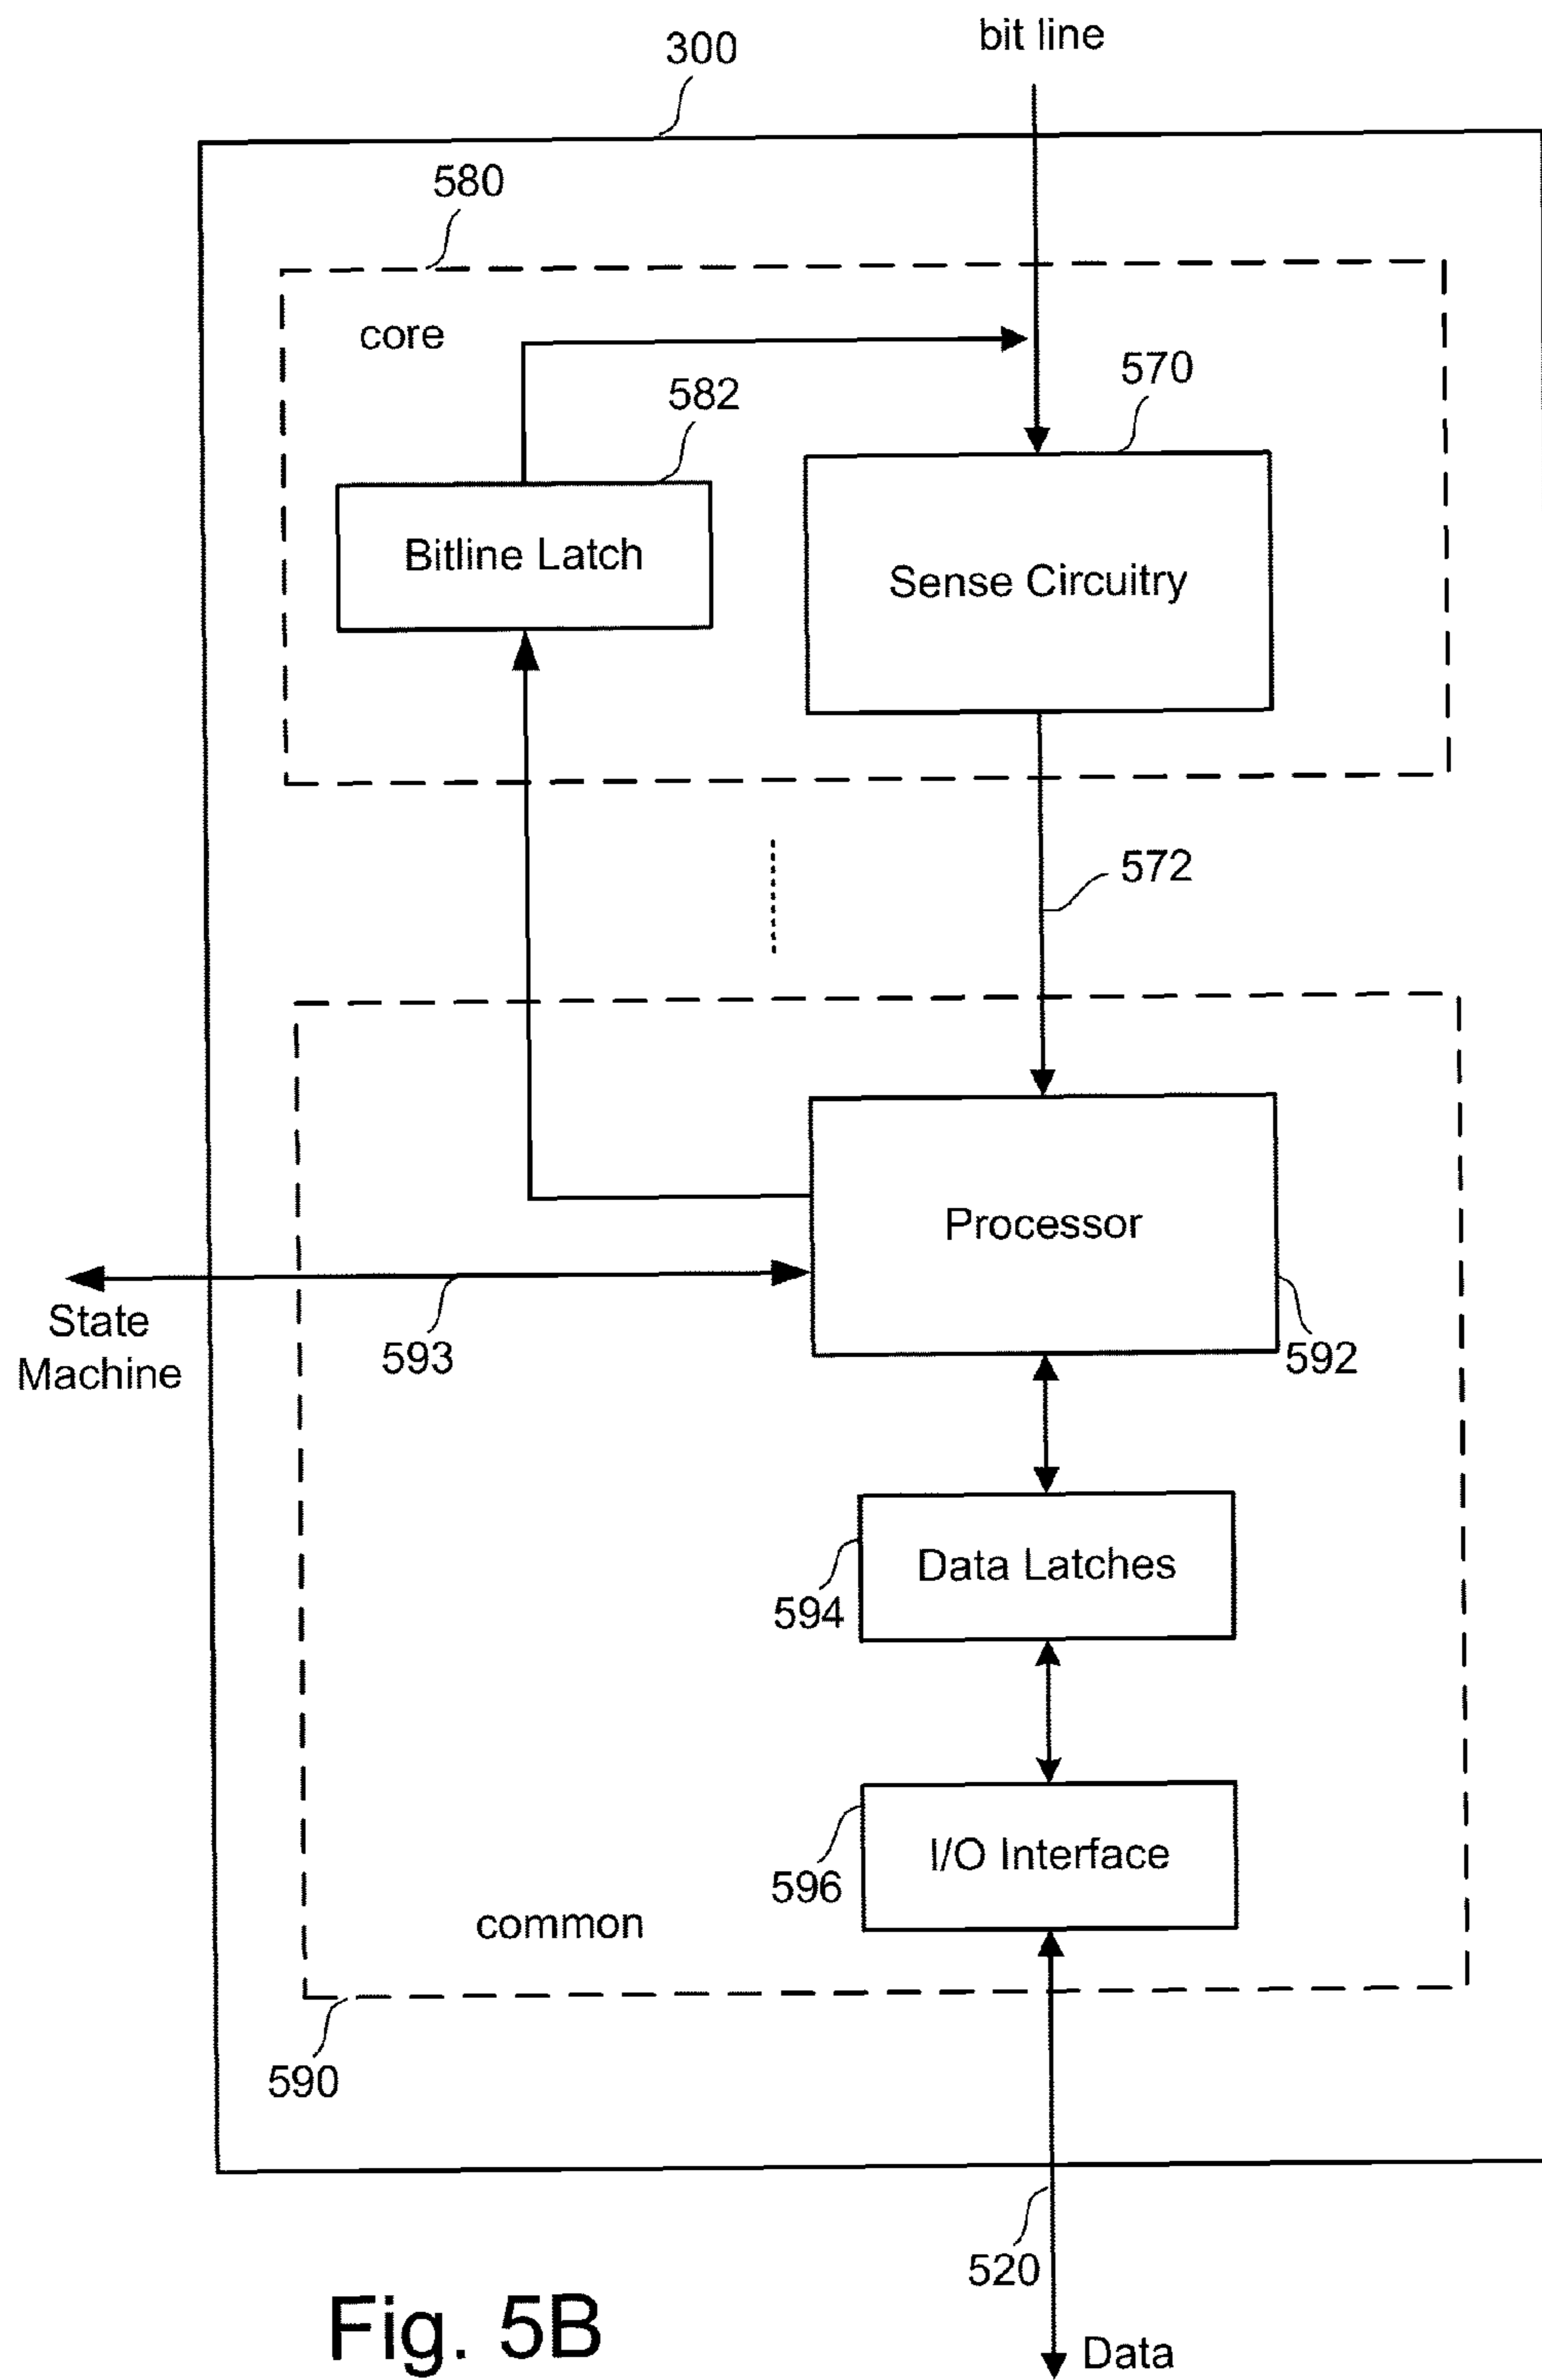 bit line
300
580
core
570
582
Bitline Latch
Sense Circuitry
572
Processor
State
Machine
593
592
Data Latches
594
I/O Interface
596
common
590
520
Data
Fig. 5B